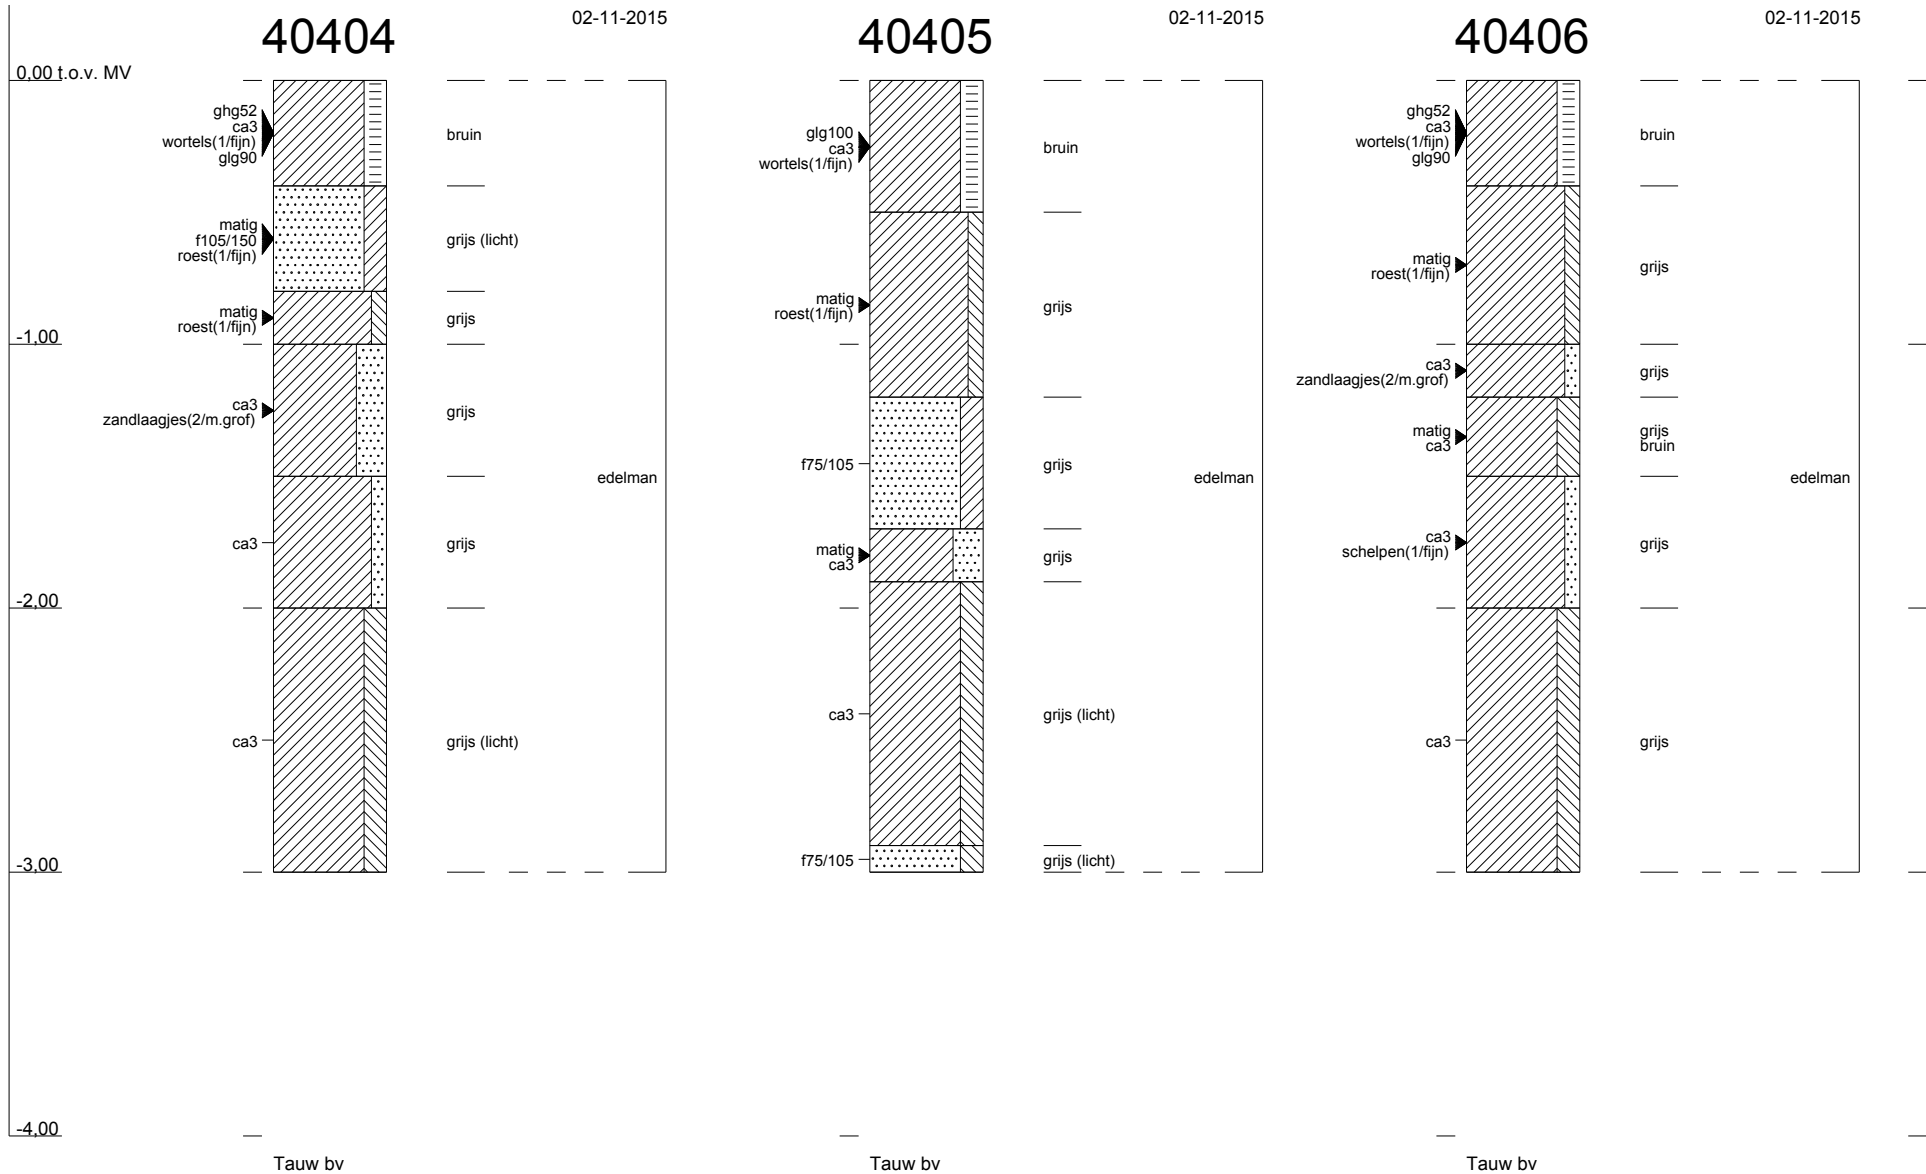 02-11-2015
40404
0,00 t.o.v. MV
ghg52
ca3
wortels(1/fijn)
glg90
bruin
matig
f105/150
roest(1/fijn)
grijs (licht)
matig
roest(1/fijn)
grijs
-1,00
ca3
zandlaagjes(2/m.grof)
grijs
edelman
ca3
grijs
-2,00
ca3
grijs (licht)
-3,00
-4,00
Tauw bv
02-11-2015
40405
glg100
ca3
wortels(1/fijn)
bruin
matig
roest(1/fijn)
grijs
f75/105
grijs
edelman
matig
ca3
grijs
ca3
grijs (licht)
f75/105
grijs (licht)
Tauw bv
02-11-2015
40406
ghg52
ca3
wortels(1/fijn)
glg90
bruin
matig
roest(1/fijn)
grijs
ca3
zandlaagjes(2/m.grof)
grijs
matig
ca3
grijs
bruin
edelman
ca3
schelpen(1/fijn)
grijs
ca3
grijs
Tauw bv